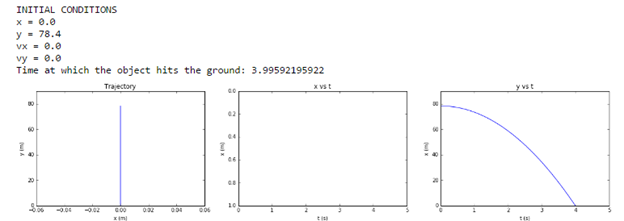 INITIAL CONDITIONS
x = 0.0
y = 78.4
vx = 0.0
vy = 0.0
Time at which the object hits the ground: 3.99592195922
Trajectory
y (m)
80
60
40
20
0
−0.06 −0.04 −0.02 0.00 0.02 0.04 0.06
x (m)
x vs t
x (m)
0.0
0.2
0.4
0.6
0.8
1.0
0 1 2 3 4 5
t (s)
y vs t
x (m)
80
60
40
20
0
0 1 2 3 4 5
t (s)